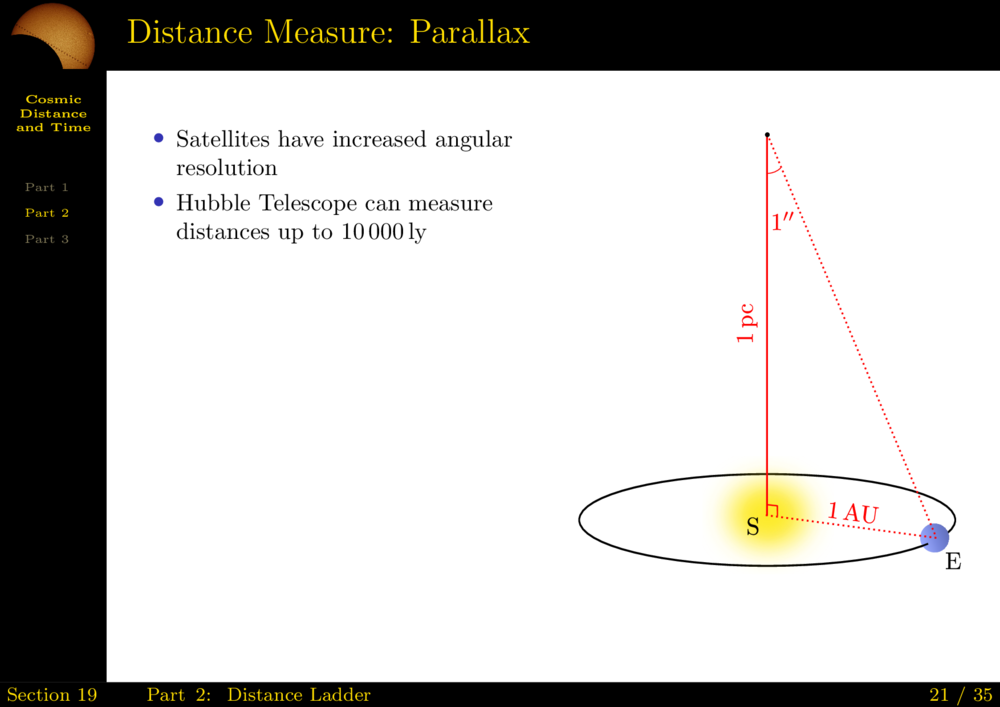 Distance Measure: Parallax
Cosmic
Distance
and Time
Part 1
Part 2
Part 3
• Satellites have increased angular
resolution
• Hubble Telescope can measure
distances up to 10 000 ly
1″
1 pc
1 AU
S
E
Section 19
Part 2: Distance Ladder
21 / 35